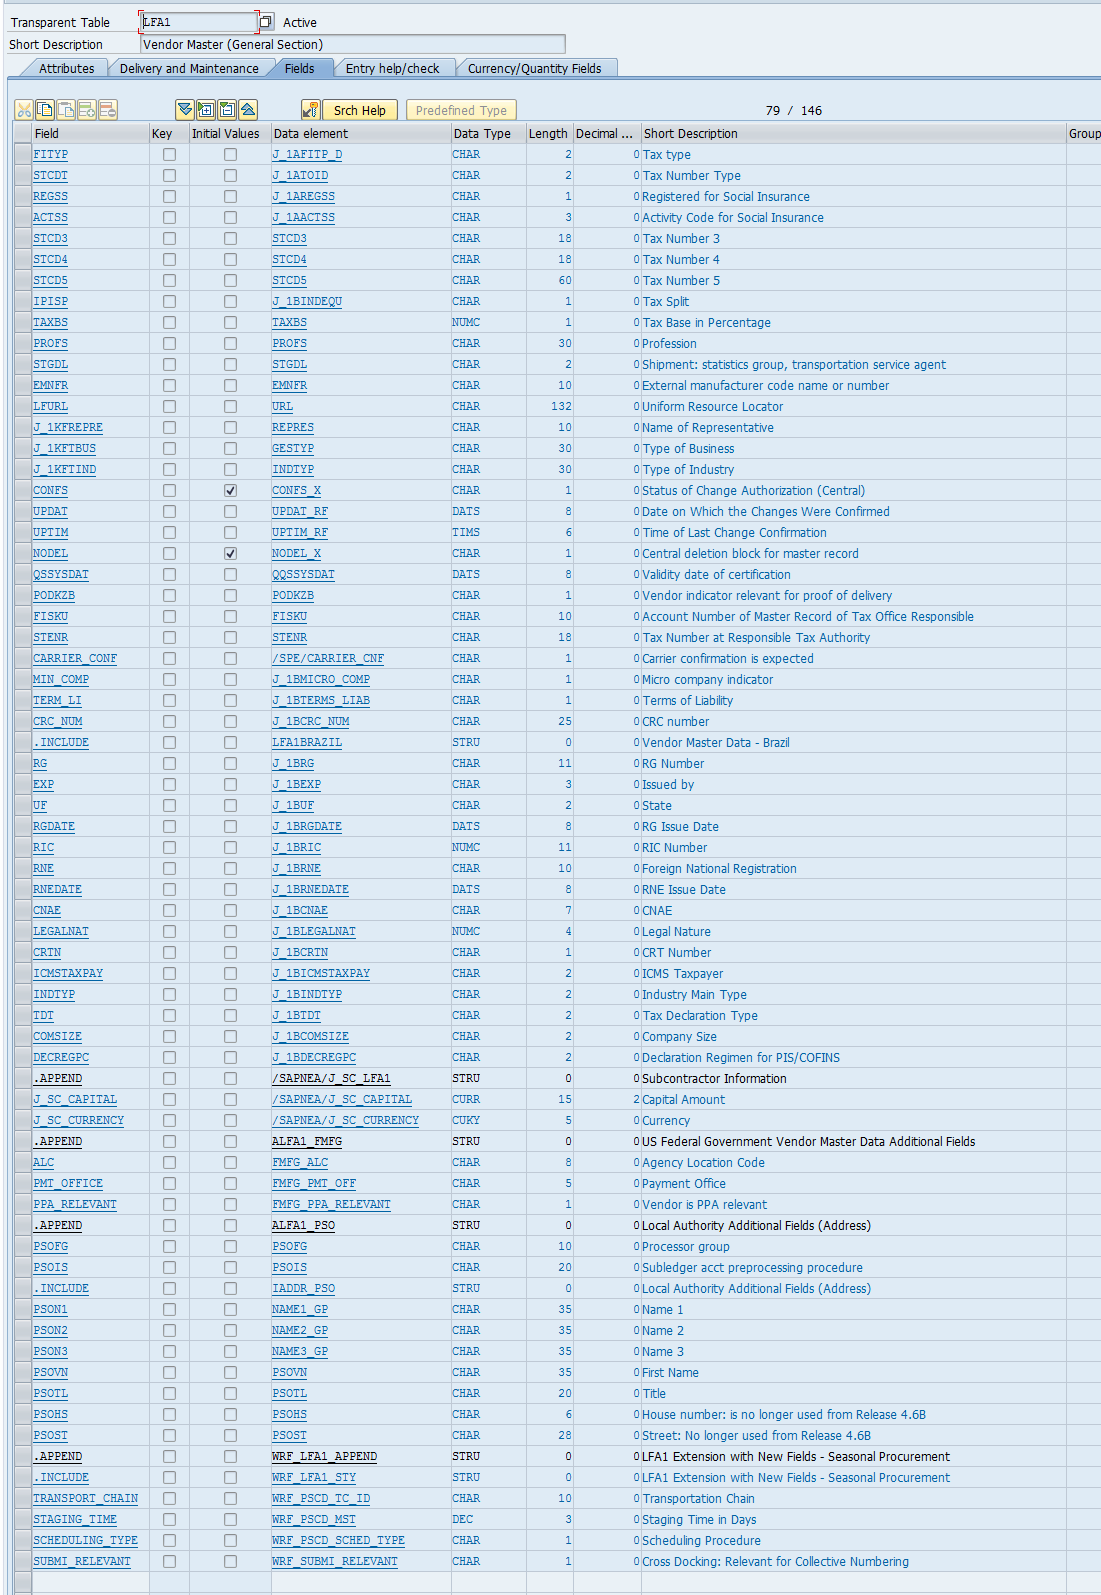 Transparent Table LFA1 Active
Short Description Vendor Master (General Section)
Attributes Delivery and Maintenance Fields Entry help/check Currency/Quantity Fields
Srch Help Predefined Type 79 / 146
Field Key Initial Values Data element Data Type Length Decimal ... Short Description Group
FITYP J_1AFITP_D CHAR 2 0 Tax type
STCDT J_1ATOID CHAR 2 0 Tax Number Type
REGSS J_1AREGSS CHAR 1 0 Registered for Social Insurance
ACTSS J_1AACTSS CHAR 3 0 Activity Code for Social Insurance
STCD3 STCD3 CHAR 18 0 Tax Number 3
STCD4 STCD4 CHAR 18 0 Tax Number 4
STCD5 STCD5 CHAR 60 0 Tax Number 5
IPISP J_1BINDEQU CHAR 1 0 Tax Split
TAXBS TAXBS NUMC 1 0 Tax Base in Percentage
PROFS PROFS CHAR 30 0 Profession
STGDL STGDL CHAR 2 0 Shipment: statistics group, transportation service agent
EMNFR EMNFR CHAR 10 0 External manufacturer code name or number
LFURL URL CHAR 132 0 Uniform Resource Locator
J_1KFREPRE REPRES CHAR 10 0 Name of Representative
J_1KFTBUS GESTYP CHAR 30 0 Type of Business
J_1KFTIND INDTYP CHAR 30 0 Type of Industry
CONFS CONFS_X CHAR 1 0 Status of Change Authorization (Central)
UPDAT UPDAT_RF DATS 8 0 Date on Which the Changes Were Confirmed
UPTIM UPTIM_RF TIMS 6 0 Time of Last Change Confirmation
NODEL NODEL_X CHAR 1 0 Central deletion block for master record
QSSYSDAT QQSSYSDAT DATS 8 0 Validity date of certification
PODKZB PODKZB CHAR 1 0 Vendor indicator relevant for proof of delivery
FISKU FISKU CHAR 10 0 Account Number of Master Record of Tax Office Responsible
STENR STENR CHAR 18 0 Tax Number at Responsible Tax Authority
CARRIER_CONF /SPE/CARRIER_CNF CHAR 1 0 Carrier confirmation is expected
MIN_COMP J_1BMICRO_COMP CHAR 1 0 Micro company indicator
TERM_LI J_1BTERMS_LIAB CHAR 1 0 Terms of Liability
CRC_NUM J_1BCRC_NUM CHAR 25 0 CRC number
.INCLUDE LFA1BRAZIL STRU 0 0 Vendor Master Data - Brazil
RG J_1BRG CHAR 11 0 RG Number
EXP J_1BEXP CHAR 3 0 Issued by
UF J_1BUF CHAR 2 0 State
RGDATE J_1BRGDATE DATS 8 0 RG Issue Date
RIC J_1BRIC NUMC 11 0 RIC Number
RNE J_1BRNE CHAR 10 0 Foreign National Registration
RNEDATE J_1BRNEDATE DATS 8 0 RNE Issue Date
CNAE J_1BCNAE CHAR 7 0 CNAE
LEGALNAT J_1BLEGALNAT NUMC 4 0 Legal Nature
CRTN J_1BCRTN CHAR 1 0 CRT Number
ICMSTAXPAY J_1BICMSTAXPAY CHAR 2 0 ICMS Taxpayer
INDTYP J_1BINDTYP CHAR 2 0 Industry Main Type
TDT J_1BTDT CHAR 2 0 Tax Declaration Type
COMSIZE J_1BCOMSIZE CHAR 2 0 Company Size
DECREGPC J_1BDECREGPC CHAR 2 0 Declaration Regimen for PIS/COFINS
.APPEND /SAPNEA/J_SC_LFA1 STRU 0 0 Subcontractor Information
J_SC_CAPITAL /SAPNEA/J_SC_CAPITAL CURR 15 2 Capital Amount
J_SC_CURRENCY /SAPNEA/J_SC_CURRENCY CUKY 5 0 Currency
.APPEND ALFA1_FMFG STRU 0 0 US Federal Government Vendor Master Data Additional Fields
ALC FMFG_ALC CHAR 8 0 Agency Location Code
PMT_OFFICE FMFG_PMT_OFF CHAR 5 0 Payment Office
PPA_RELEVANT FMFG_PPA_RELEVANT CHAR 1 0 Vendor is PPA relevant
.APPEND ALFA1_PSO STRU 0 0 Local Authority Additional Fields (Address)
PSOFG PSOFG CHAR 10 0 Processor group
PSOIS PSOIS CHAR 20 0 Subledger acct preprocessing procedure
.INCLUDE IADDR_PSO STRU 0 0 Local Authority Additional Fields (Address)
PSON1 NAME1_GP CHAR 35 0 Name 1
PSON2 NAME2_GP CHAR 35 0 Name 2
PSON3 NAME3_GP CHAR 35 0 Name 3
PSOVN PSOVN CHAR 35 0 First Name
PSOTL PSOTL CHAR 20 0 Title
PSOHS PSOHS CHAR 6 0 House number: is no longer used from Release 4.6B
PSOST PSOST CHAR 28 0 Street: No longer used from Release 4.6B
.APPEND WRF_LFA1_APPEND STRU 0 0 LFA1 Extension with New Fields - Seasonal Procurement
.INCLUDE WRF_LFA1_STY STRU 0 0 LFA1 Extension with New Fields - Seasonal Procurement
TRANSPORT_CHAIN WRF_PSCD_TC_ID CHAR 10 0 Transportation Chain
STAGING_TIME WRF_PSCD_MST DEC 3 0 Staging Time in Days
SCHEDULING_TYPE WRF_PSCD_SCHED_TYPE CHAR 1 0 Scheduling Procedure
SUBMI_RELEVANT WRF_SUBMI_RELEVANT CHAR 1 0 Cross Docking: Relevant for Collective Numbering